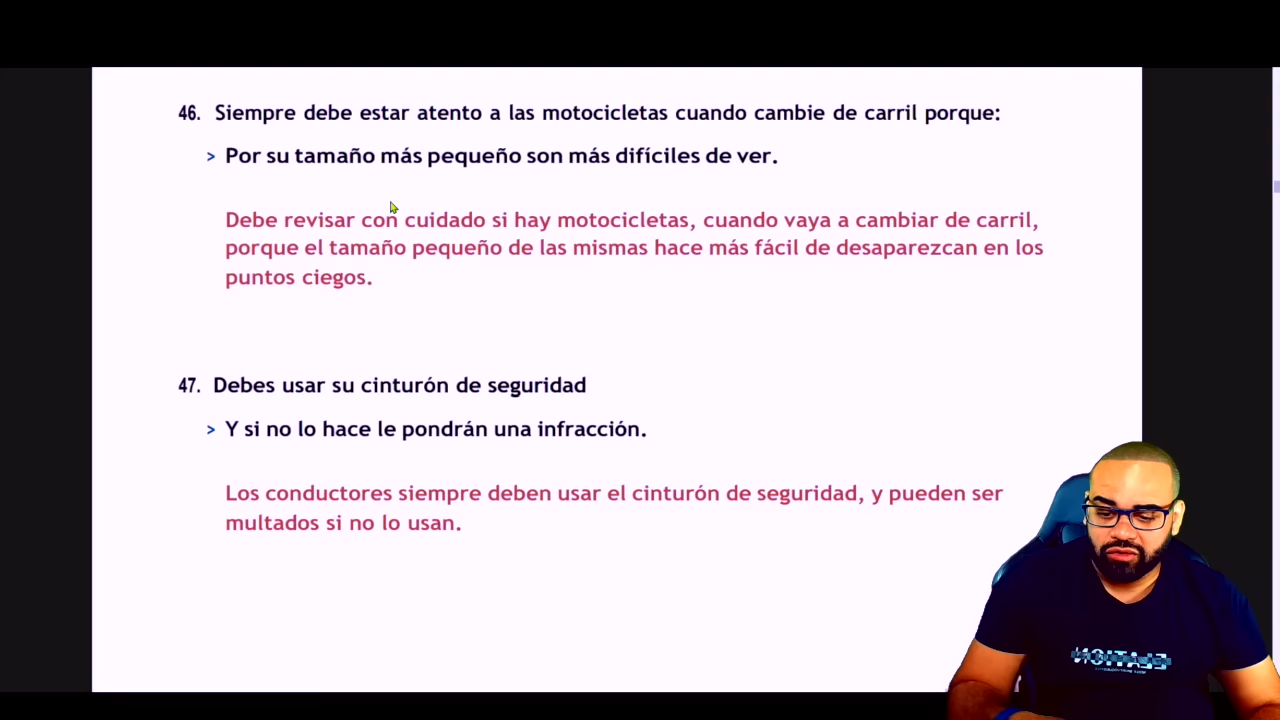 46. Siempre debe estar atento a las motocicletas cuando cambie de carril porque:
> Por su tamaño más pequeño son más difíciles de ver.
Debe revisar con cuidado si hay motocicletas, cuando vaya a cambiar de carril,
porque el tamaño pequeño de las mismas hace más fácil de desaparezcan en los
puntos ciegos.
47. Debes usar su cinturón de seguridad
> Y si no lo hace le pondrán una infracción.
Los conductores siempre deben usar el cinturón de seguridad, y pueden ser
multados si no lo usan.